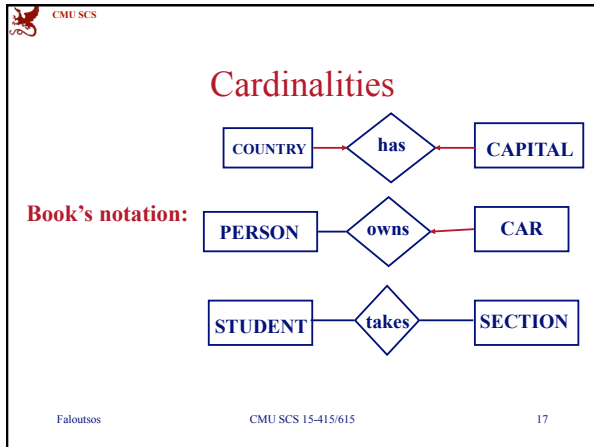 CMU SCS
Cardinalities
COUNTRY has CAPITAL
Book's notation:
PERSON owns CAR
STUDENT takes SECTION
Faloutsos CMU SCS 15-415/615 17